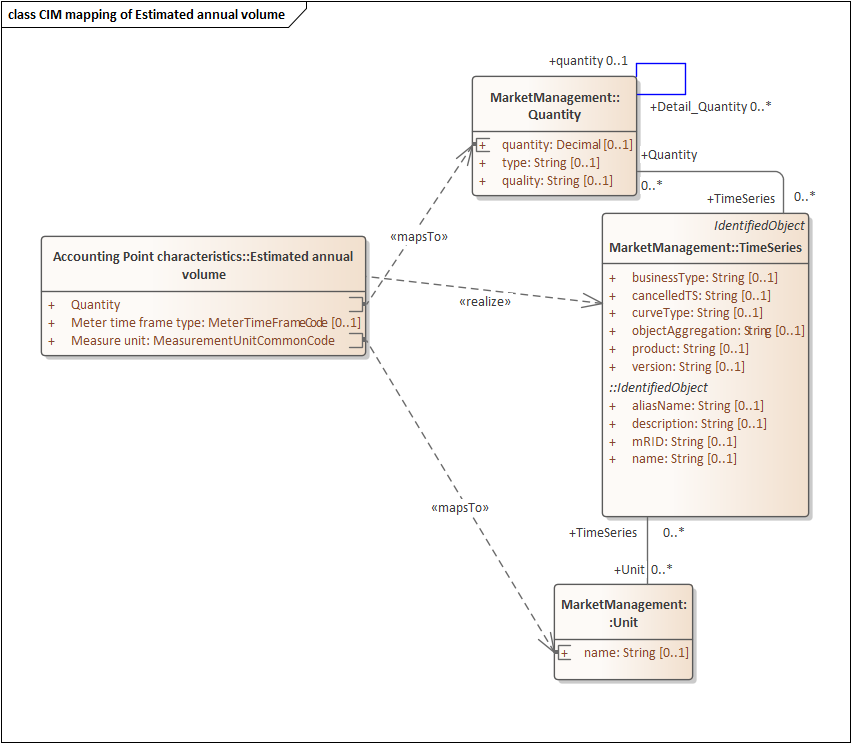 class CIM mapping of Estimated annual volume
+quantity 0..1
+Detail_Quantity 0..*
MarketManagement::
Quantity
+ quantity: Decimal [0..1]
+ type: String [0..1]
+ quality: String [0..1]
+Quantity
0..*
+TimeSeries 0..*
«mapsTo»
IdentifiedObject
MarketManagement::TimeSeries
+ businessType: String [0..1]
+ cancelledTS: String [0..1]
+ curveType: String [0..1]
+ objectAggregation: String [0..1]
+ product: String [0..1]
+ version: String [0..1]
::IdentifiedObject
+ aliasName: String [0..1]
+ description: String [0..1]
+ mRID: String [0..1]
+ name: String [0..1]
Accounting Point characteristics::Estimated annual
volume
+ Quantity
+ Meter time frame type: MeterTimeFrameCode [0..1]
+ Measure unit: MeasurementUnitCommonCode
«realize»
«mapsTo»
+TimeSeries 0..*
+Unit 0..*
MarketManagement:
:Unit
+ name: String [0..1]